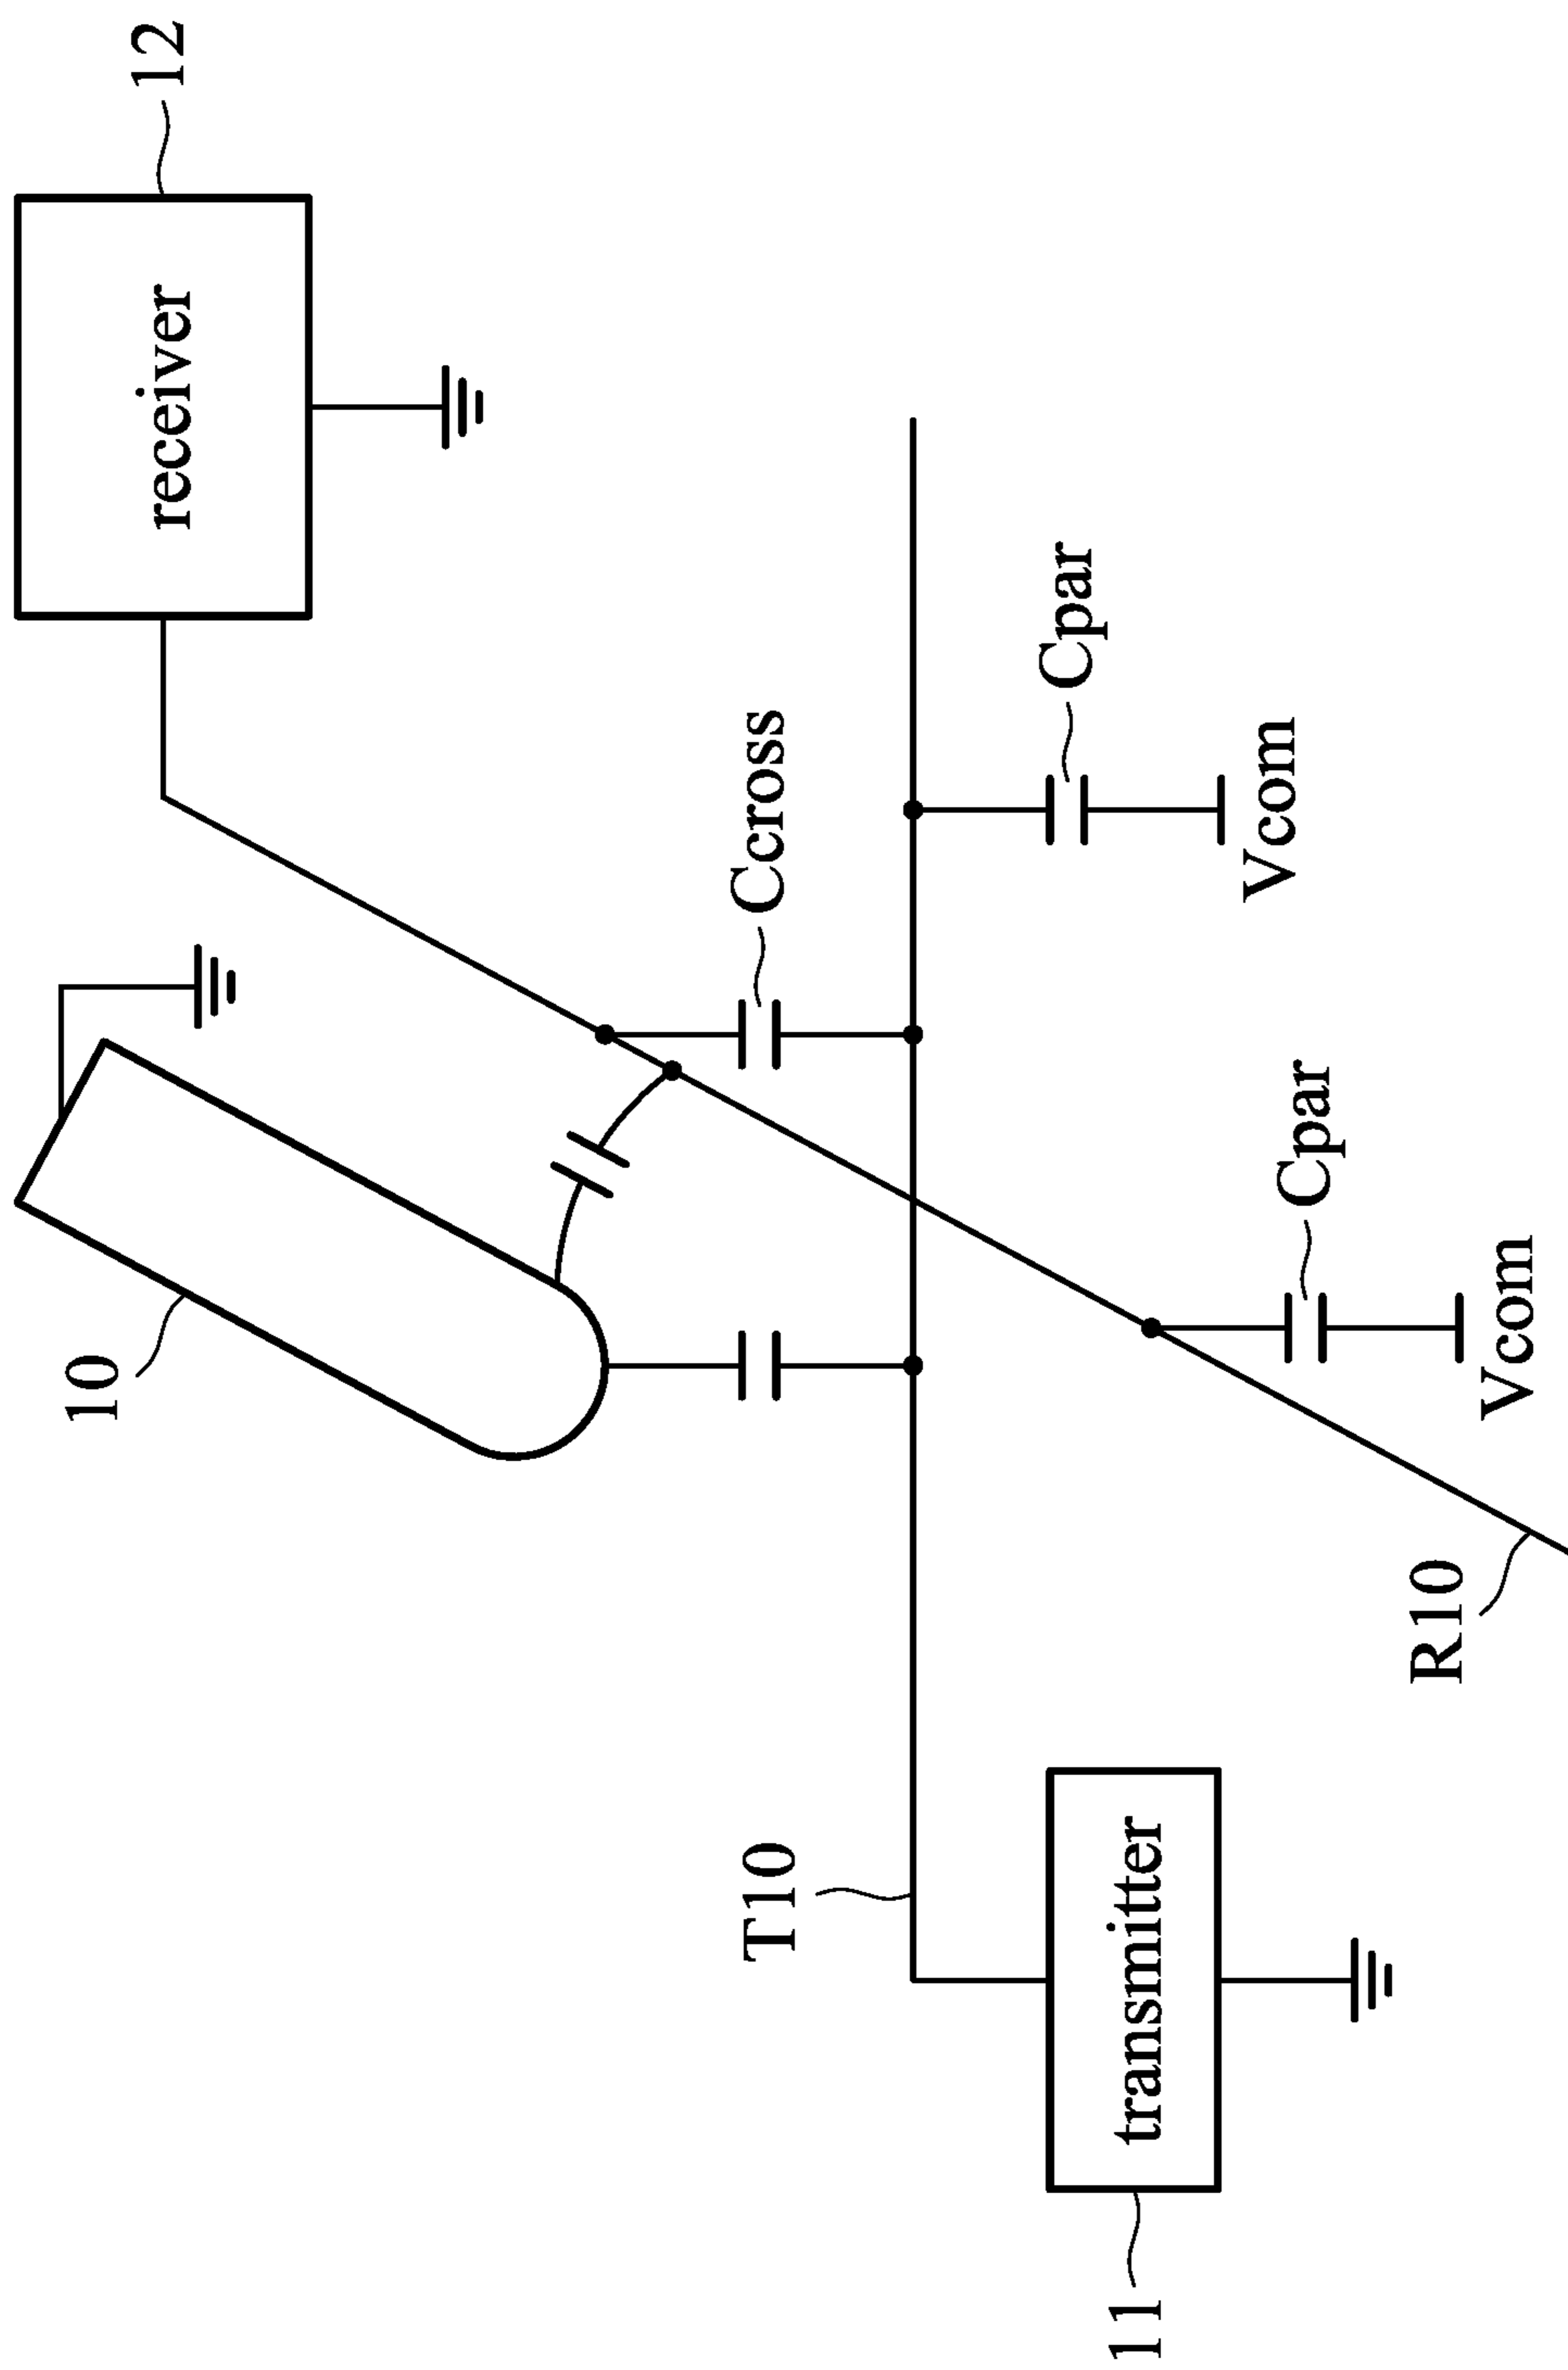 12
receiver
10
Ccross
Cpar
Vcom
Cpar
Vcom
R10
T10
transmitter
11